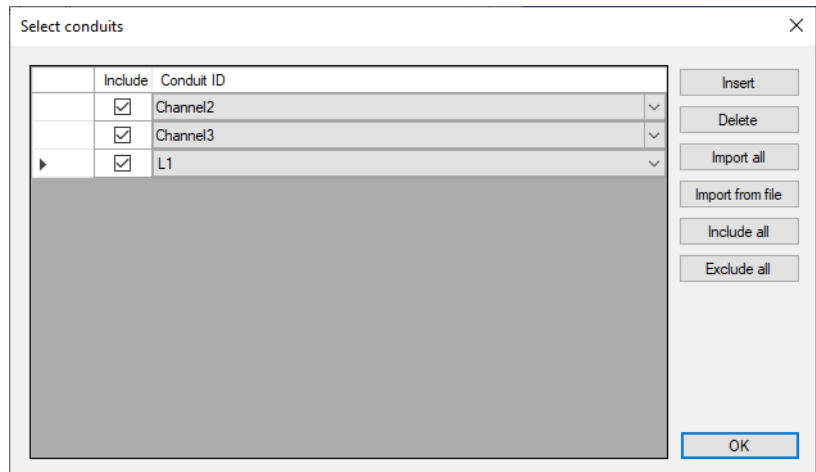 Select conduits
Include Conduit ID
Channel2
Channel3
L1
Insert
Delete
Import all
Import from file
Include all
Exclude all
OK